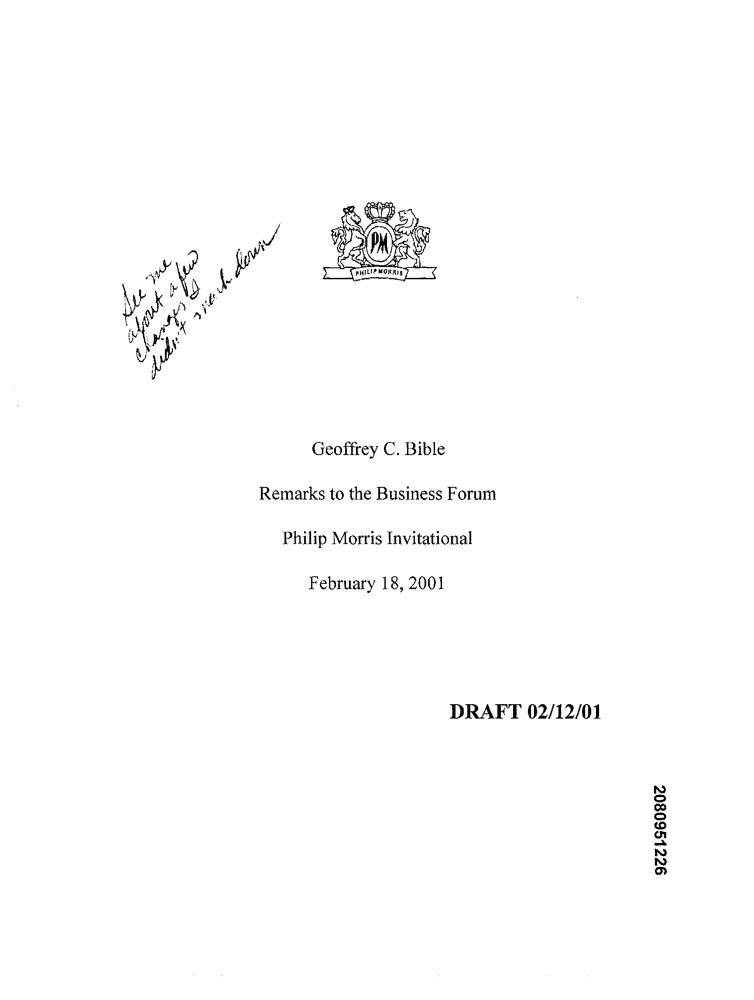 See me
about a few
changes I
didn't mark down
PM
PHILIP MORRIS
Geoffrey C. Bible
Remarks to the Business Forum
Philip Morris Invitational
February 18, 2001
DRAFT 02/12/01
2080951226